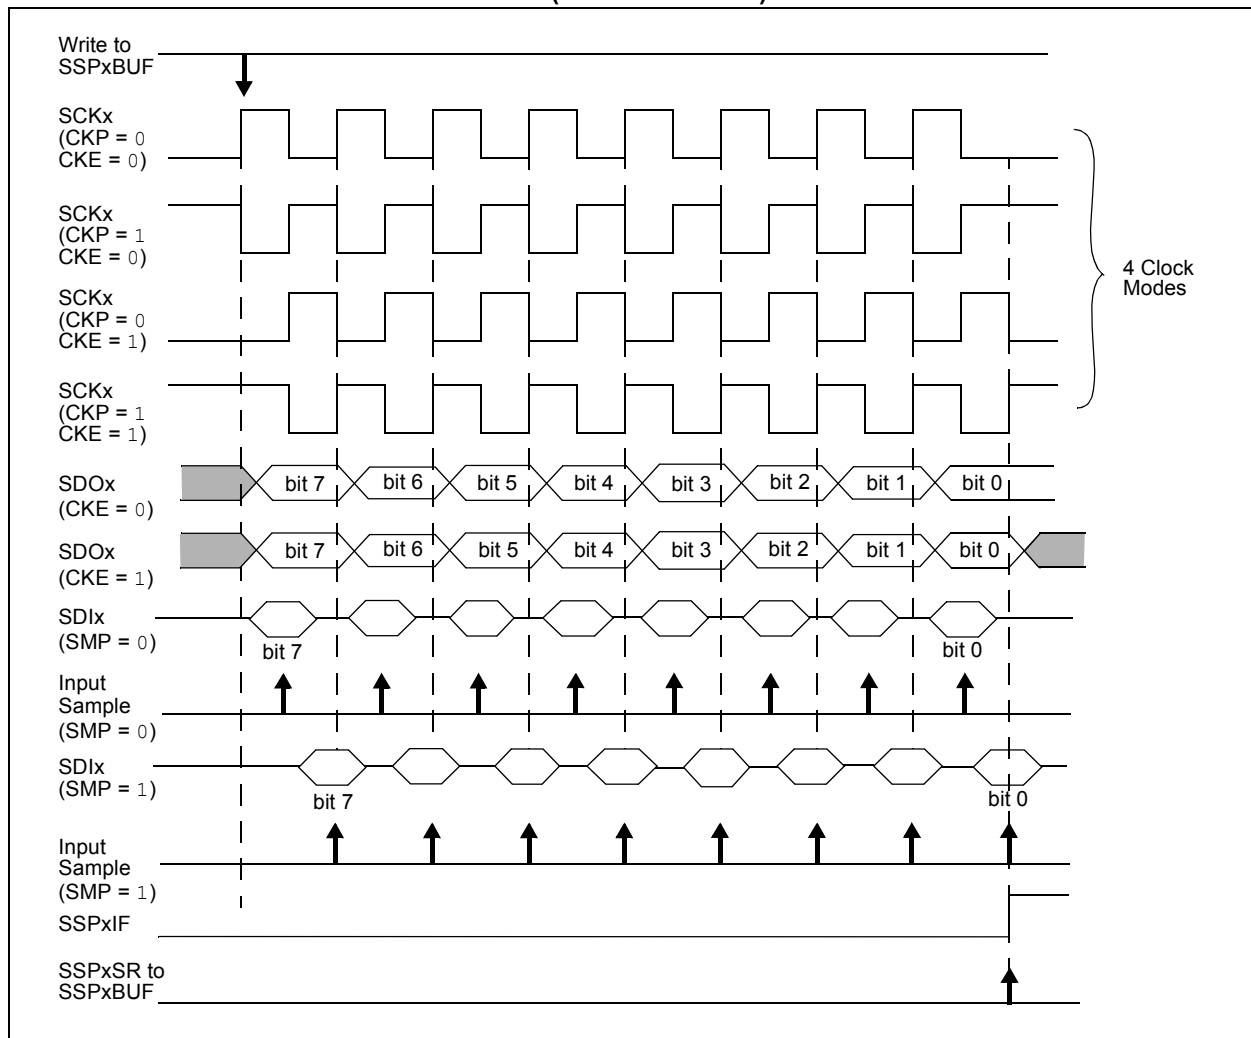 Write to
SSPxBUF
SCKx
(CKP = 0
CKE = 0)
SCKx
(CKP = 1
CKE = 0)
SCKx
(CKP = 0
CKE = 1)
SCKx
(CKP = 1
CKE = 1)
4 Clock
Modes
SDOx
(CKE = 0)
bit 7 bit 6 bit 5 bit 4 bit 3 bit 2 bit 1 bit 0
SDOx
(CKE = 1)
bit 7 bit 6 bit 5 bit 4 bit 3 bit 2 bit 1 bit 0
SDIx
(SMP = 0)
bit 7 bit 0
Input
Sample
(SMP = 0)
SDIx
(SMP = 1)
bit 7 bit 0
Input
Sample
(SMP = 1)
SSPxIF
SSPxSR to
SSPxBUF